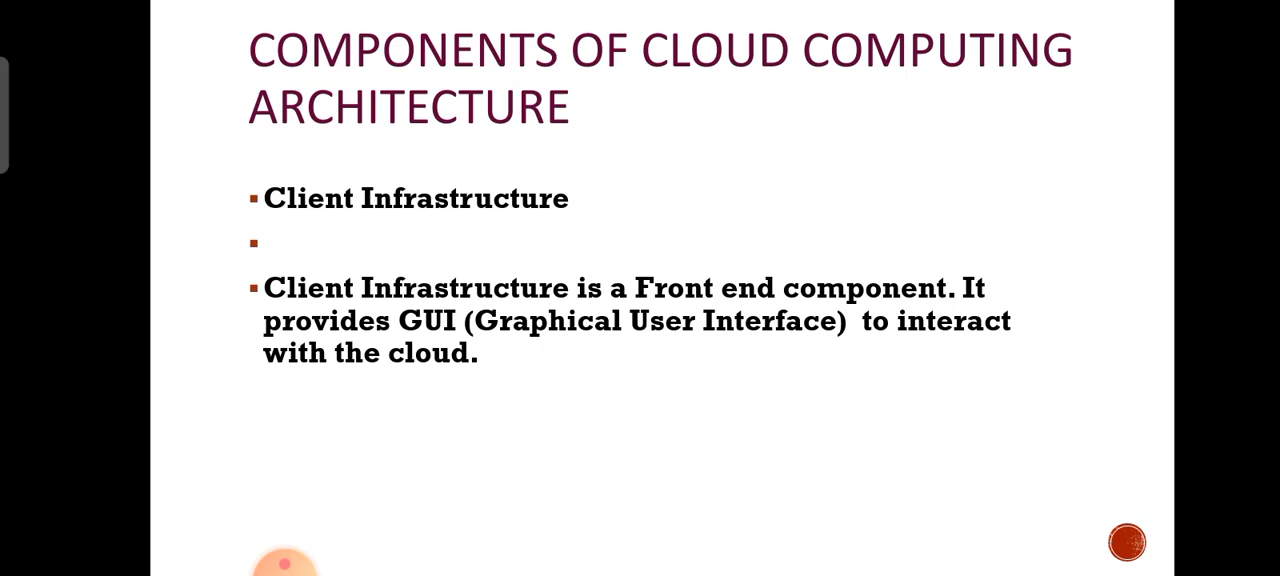 COMPONENTS OF CLOUD COMPUTING
ARCHITECTURE
Client Infrastructure
Client Infrastructure is a Front end component. It
provides GUI (Graphical User Interface)  to interact
with the cloud.